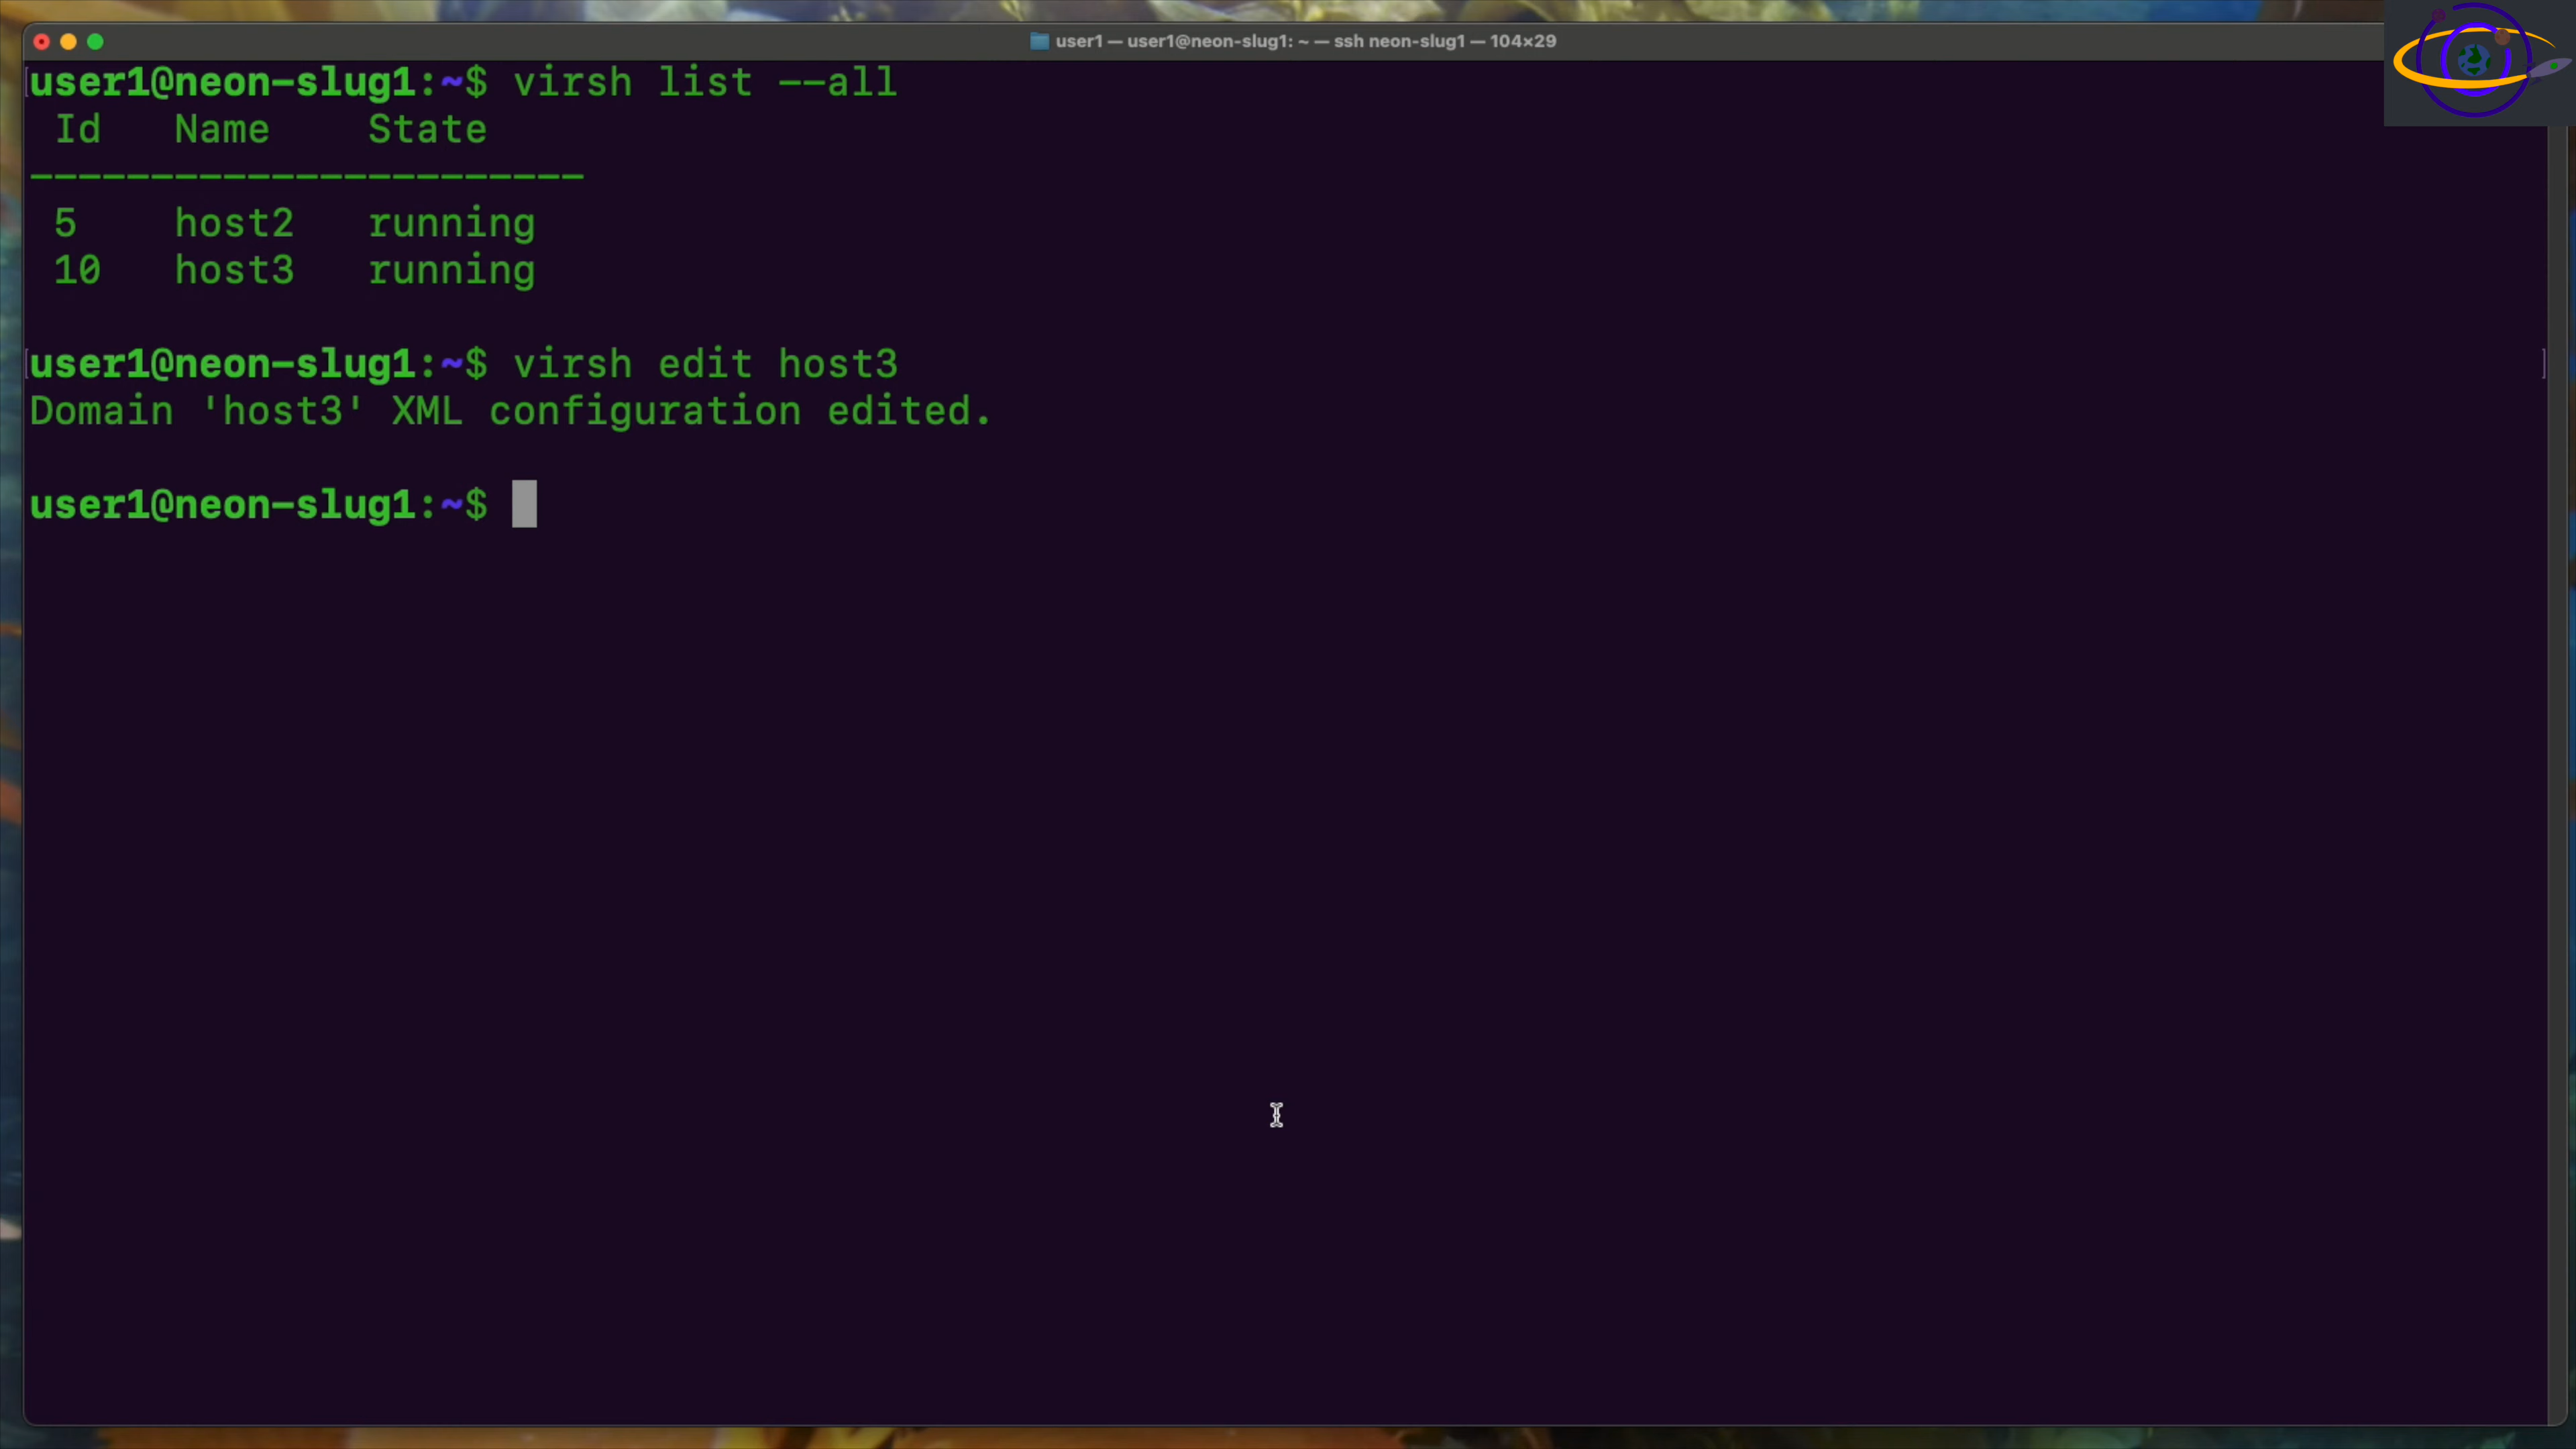 user1 — user1@neon-slug1: ~ — ssh neon-slug1 — 104×29
user1@neon-slug1:~$ virsh list --all
Id Name State
-----------------------
5 host2 running
10 host3 running
user1@neon-slug1:~$ virsh edit host3
Domain 'host3' XML configuration edited.
user1@neon-slug1:~$